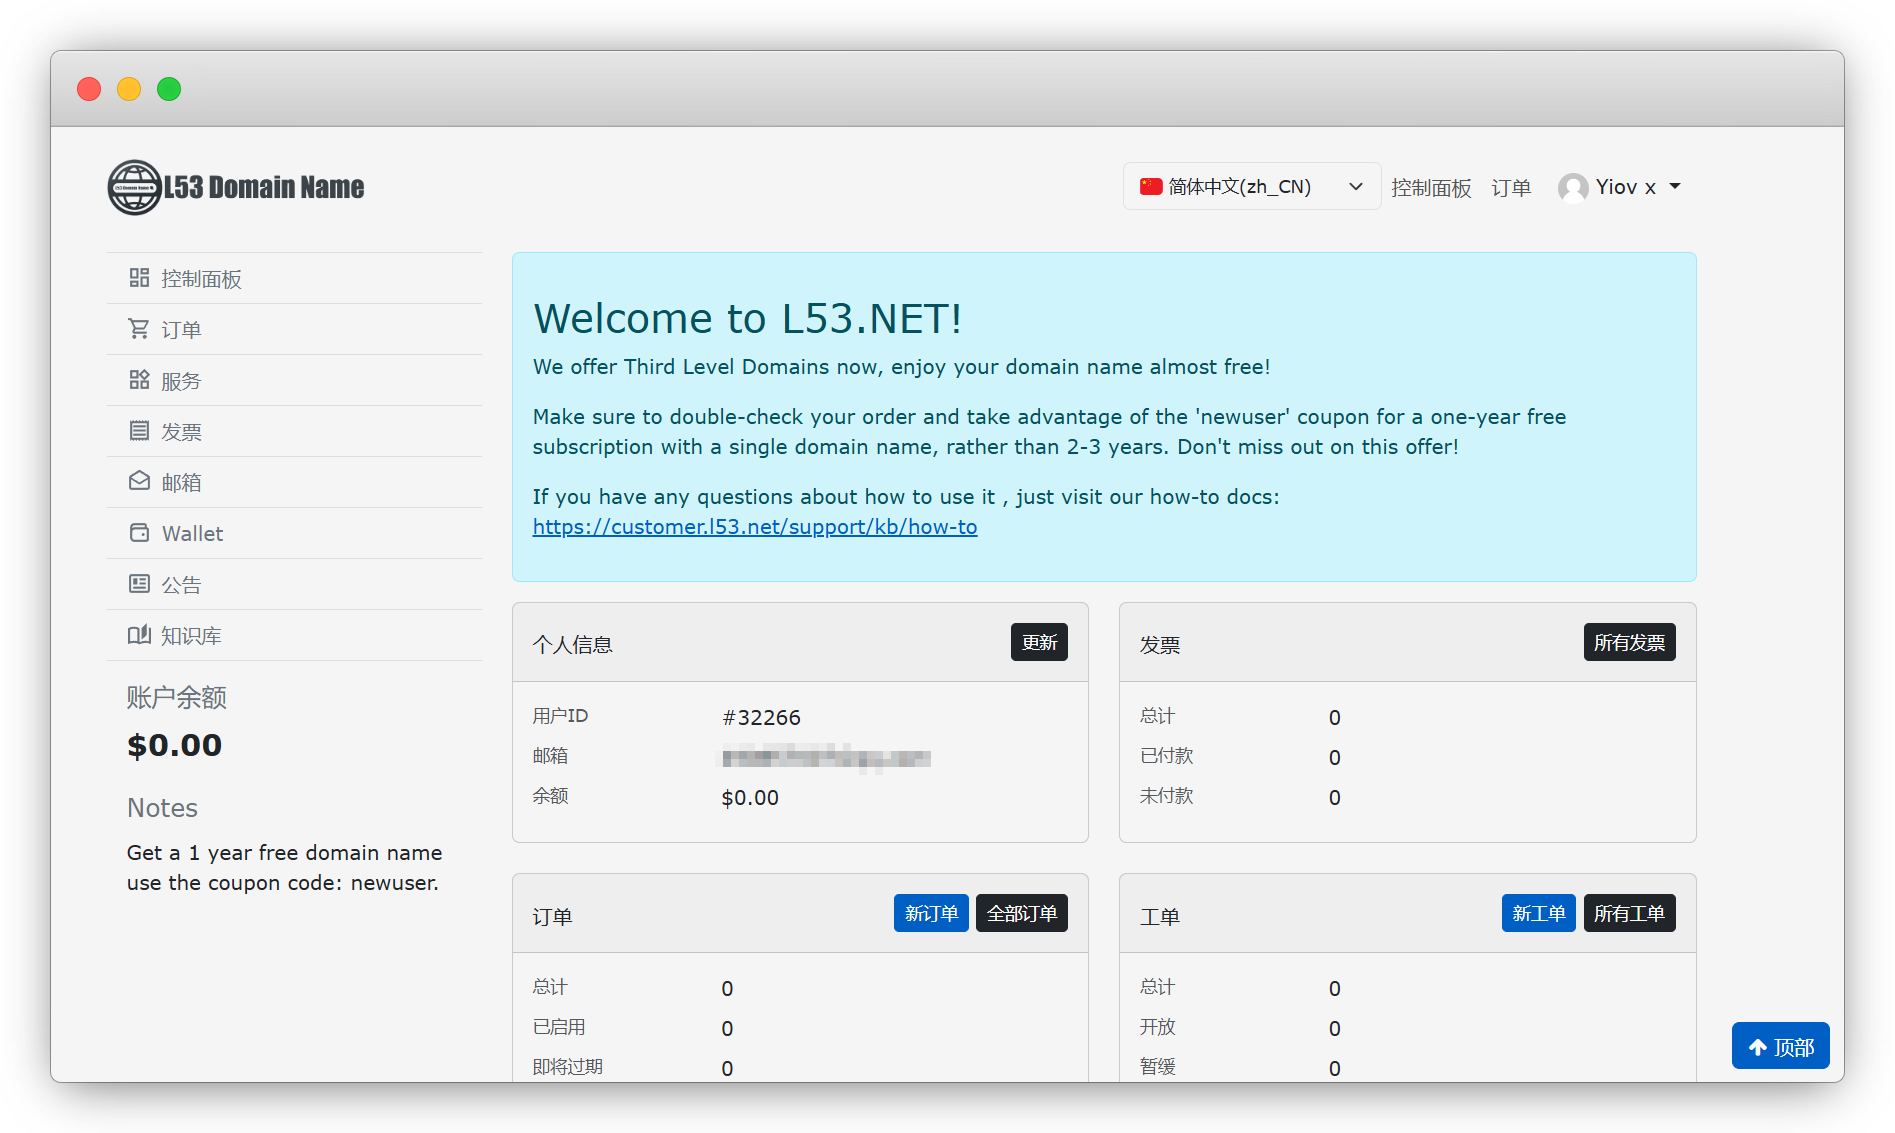 L53 Domain Name
简体中文(zh_CN)
控制面板
订单
Yiov x
控制面板
订单
服务
发票
邮箱
Wallet
公告
知识库
账户余额
$0.00
Notes
Get a 1 year free domain name
use the coupon code: newuser.
Welcome to L53.NET!
We offer Third Level Domains now, enjoy your domain name almost free!
Make sure to double-check your order and take advantage of the 'newuser' coupon for a one-year free
subscription with a single domain name, rather than 2-3 years. Don't miss out on this offer!
If you have any questions about how to use it , just visit our how-to docs:
https://customer.l53.net/support/kb/how-to
个人信息
更新
用户ID #32266
邮箱
余额 $0.00
发票
所有发票
总计 0
已付款 0
未付款 0
订单
新订单
全部订单
总计 0
已启用 0
即将过期 0
工单
新工单
所有工单
总计 0
开放 0
暂缓 0
顶部